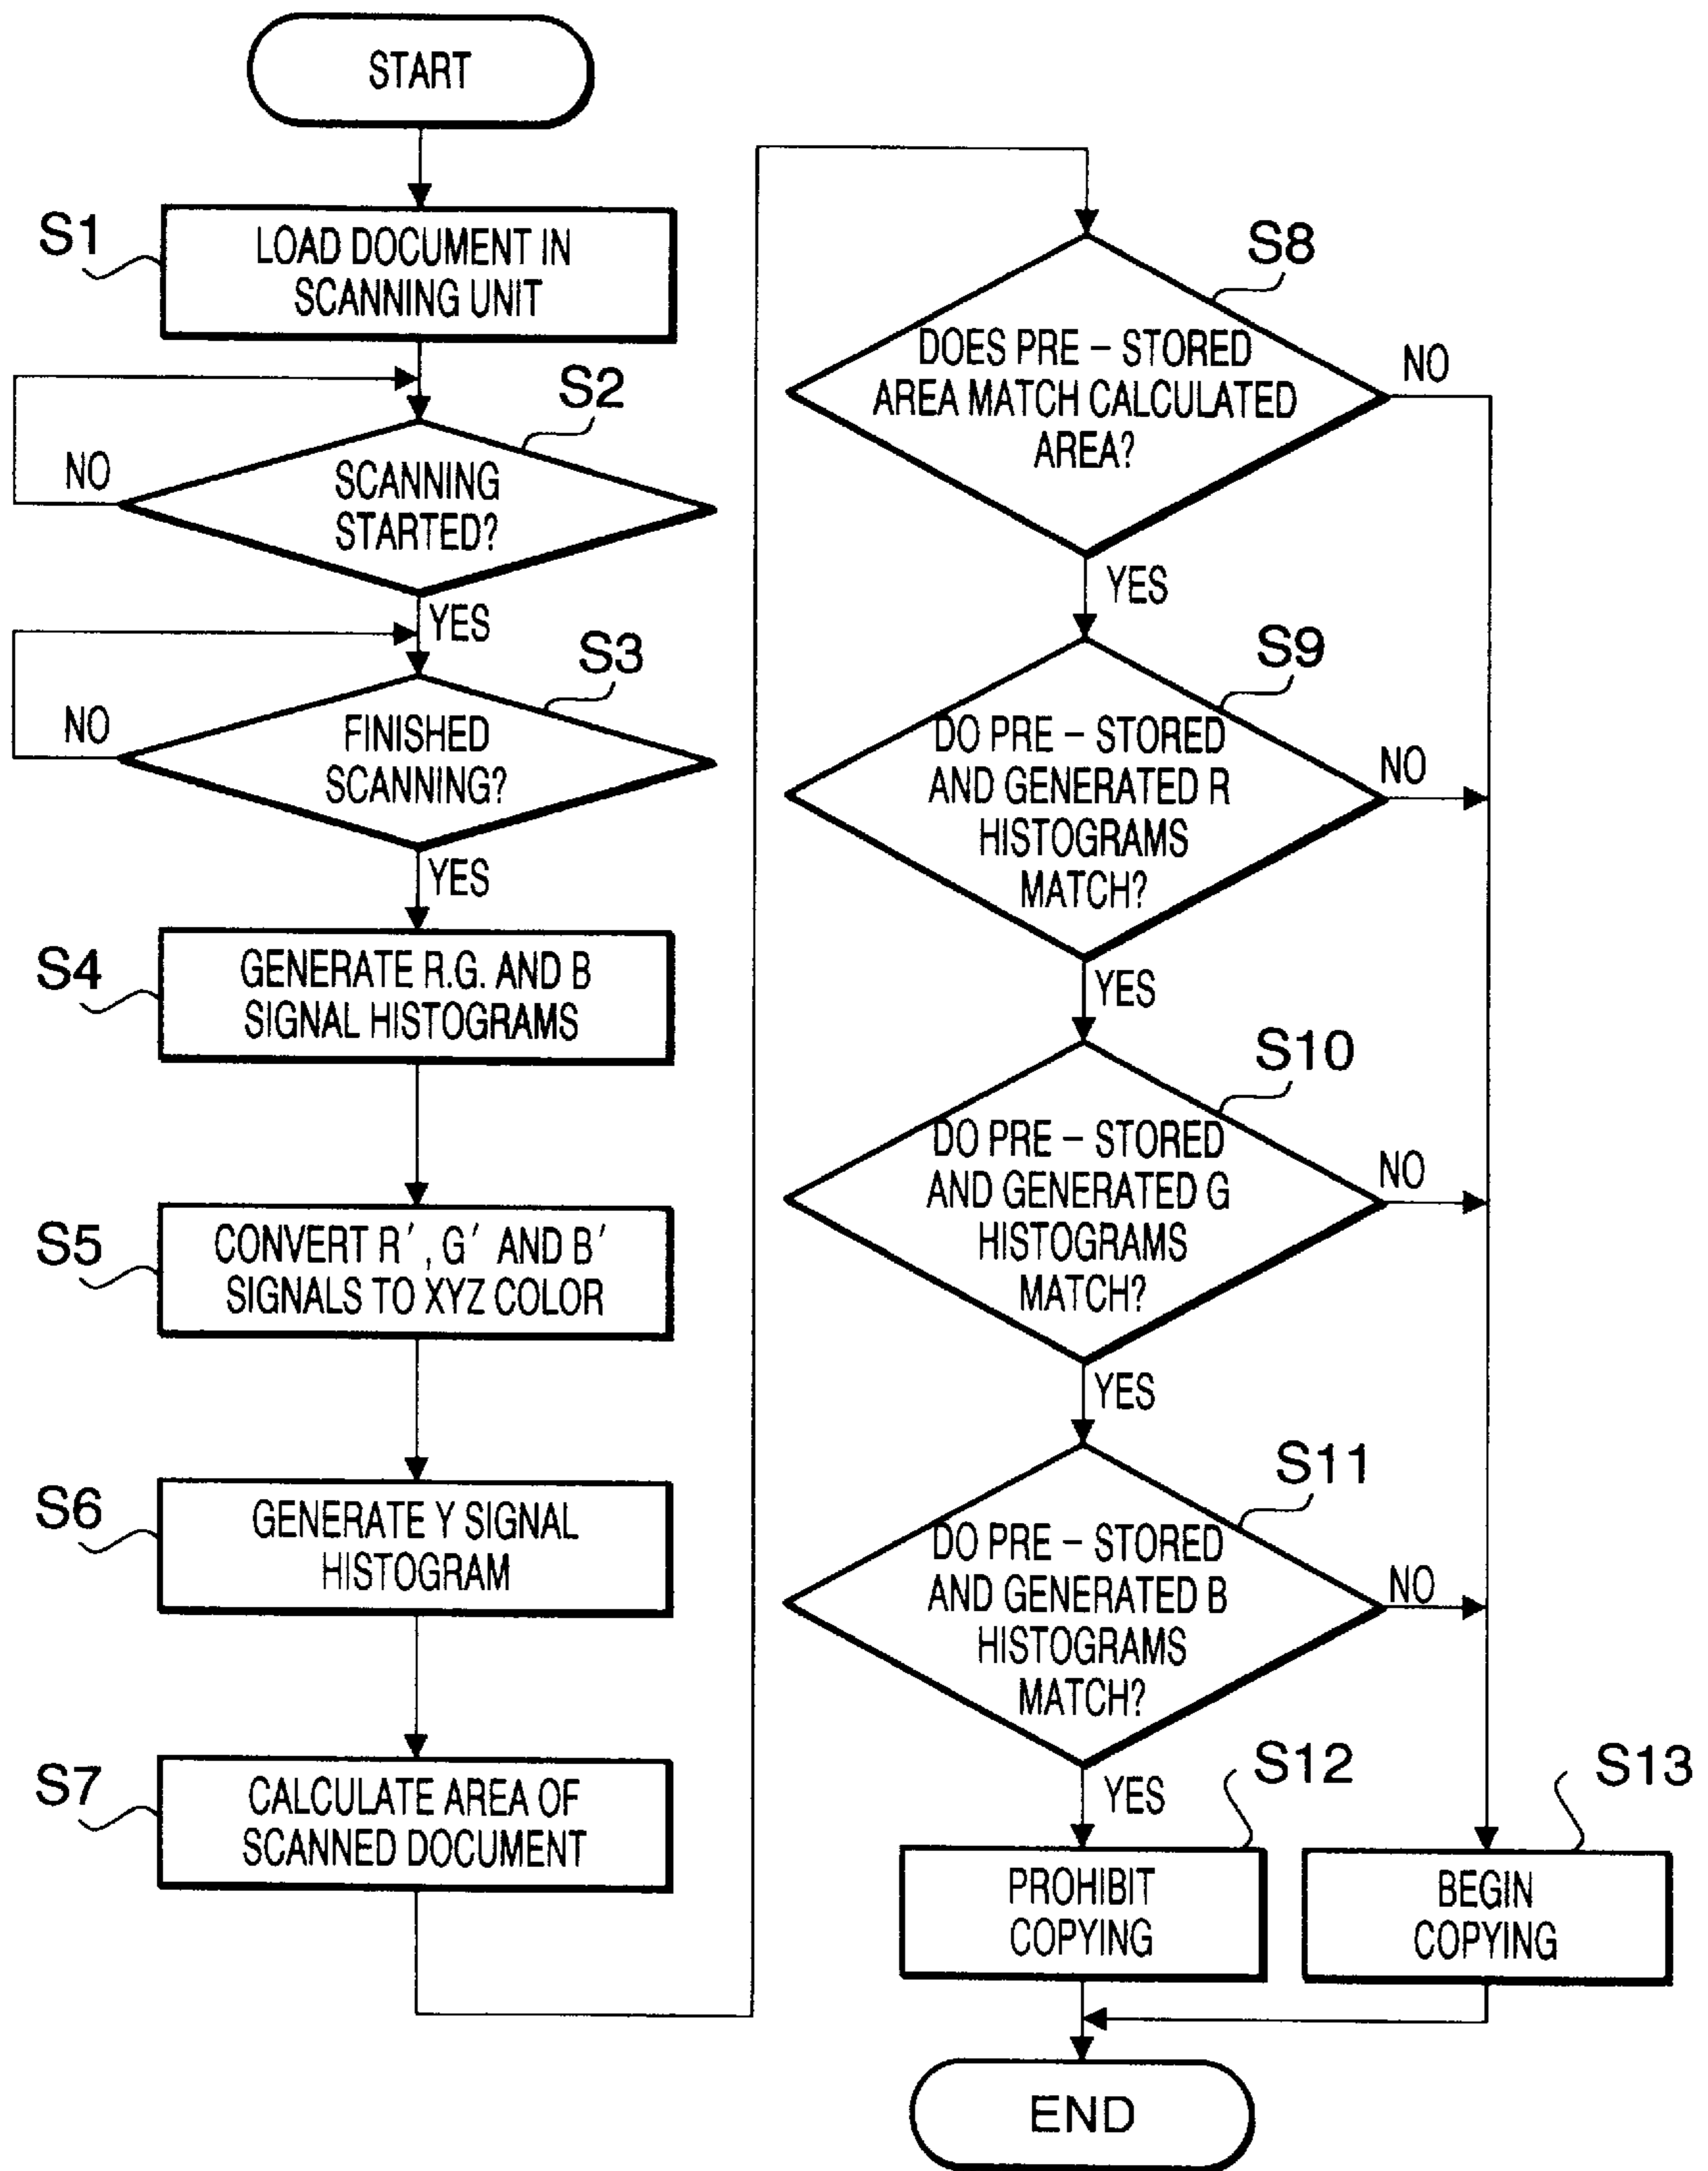 START
S1
LOAD DOCUMENT IN
SCANNING UNIT
S2
NO
SCANNING
STARTED?
YES
S3
NO
FINISHED
SCANNING?
YES
S4
GENERATE R.G. AND B
SIGNAL HISTOGRAMS
S5
CONVERT R′, G′ AND B′
SIGNALS TO XYZ COLOR
S6
GENERATE Y SIGNAL
HISTOGRAM
S7
CALCULATE AREA OF
SCANNED DOCUMENT
S8
DOES PRE – STORED
AREA MATCH CALCULATED
AREA?
NO
YES
S9
DO PRE – STORED
AND GENERATED R
HISTOGRAMS
MATCH?
NO
YES
S10
DO PRE – STORED
AND GENERATED G
HISTOGRAMS
MATCH?
NO
YES
S11
DO PRE – STORED
AND GENERATED B
HISTOGRAMS
MATCH?
NO
YES
S12
PROHIBIT
COPYING
S13
BEGIN
COPYING
END